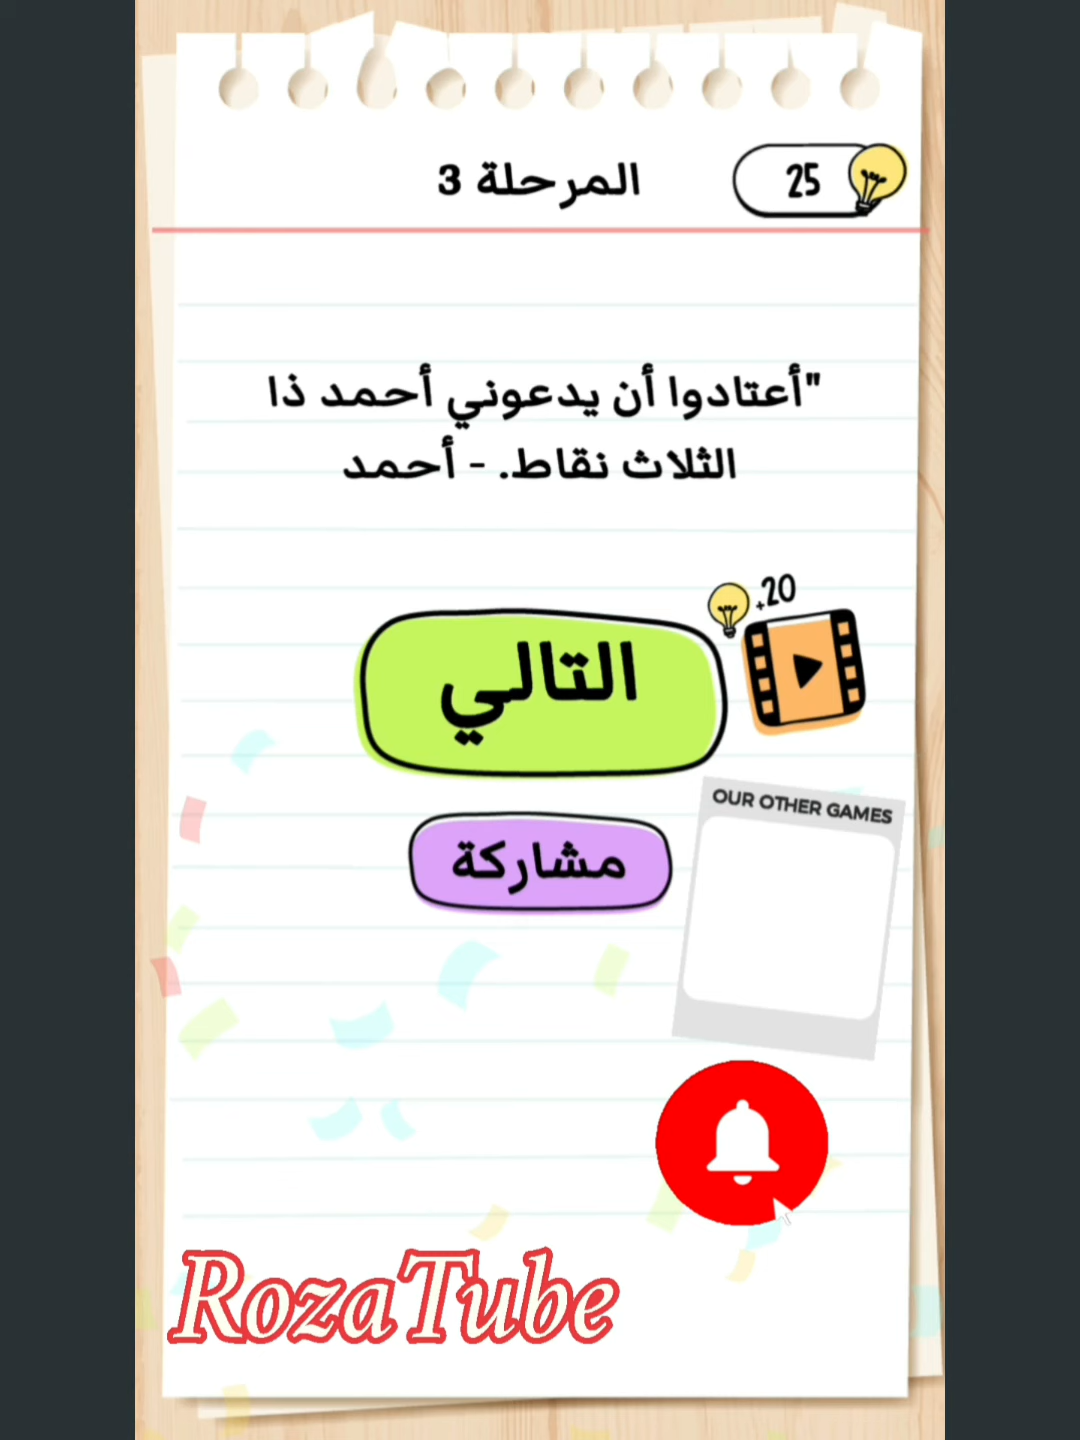 المرحلة 3
25
"أعتادوا أن يدعوني أحمد ذا
الثلاث نقاط. - أحمد
+20
التالي
OUR OTHER GAMES
مشاركة
RozaTube